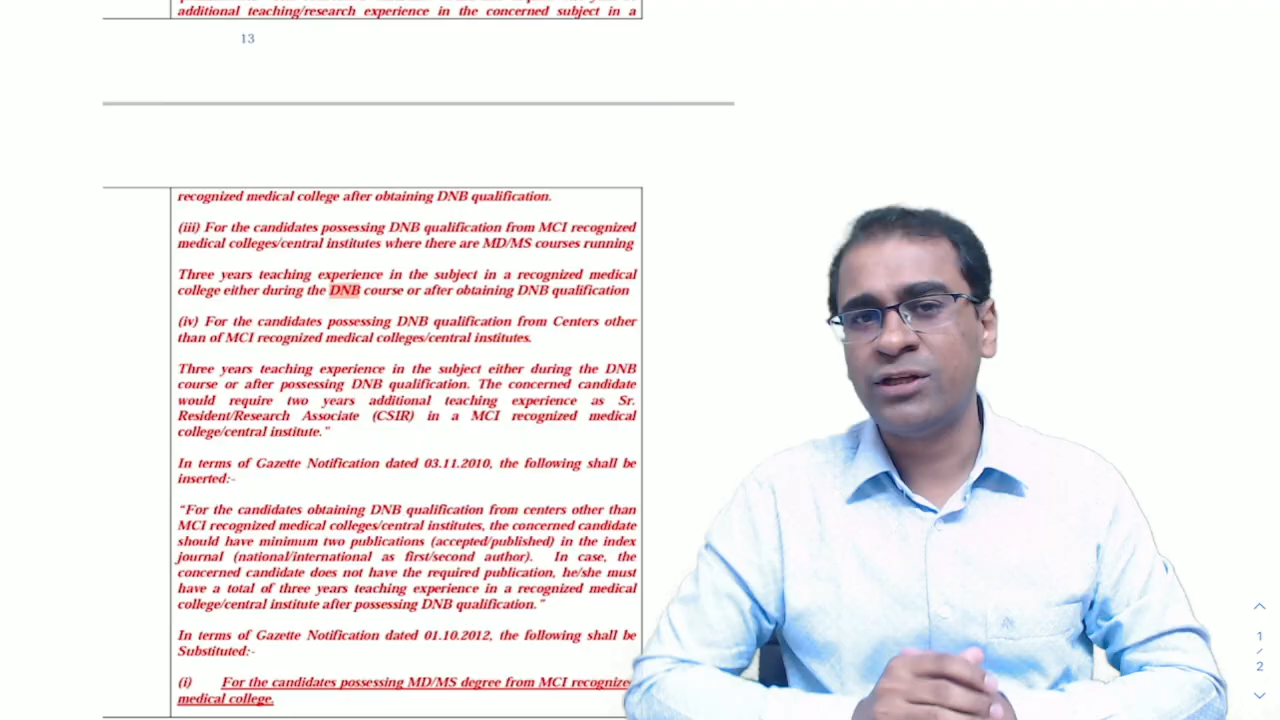 additional teaching/research experience in the concerned subject in a
13
recognized medical college after obtaining DNB qualification.
(iii) For the candidates possessing DNB qualification from MCI recognized
medical colleges/central institutes where there are MD/MS courses running
Three years teaching experience in the subject in a recognized medical
college either during the DNB course or after obtaining DNB qualification
(iv) For the candidates possessing DNB qualification from Centers other
than of MCI recognized medical colleges/central institutes.
Three years teaching experience in the subject either during the DNB
course or after possessing DNB qualification. The concerned candidate
would require two years additional teaching experience as Sr.
Resident/Research Associate (CSIR) in a MCI recognized medical
college/central institute."
In terms of Gazette Notification dated 03.11.2010, the following shall be
inserted:-
"For the candidates obtaining DNB qualification from centers other than
MCI recognized medical colleges/central institutes, the concerned candidate
should have minimum two publications (accepted/published) in the index
journal (national/international as first/second author). In case, the
concerned candidate does not have the required publication, he/she must
have a total of three years teaching experience in a recognized medical
college/central institute after possessing DNB qualification."
In terms of Gazette Notification dated 01.10.2012, the following shall be
Substituted:-
(i) For the candidates possessing MD/MS degree from MCI recognize
medical college.
1
/
2